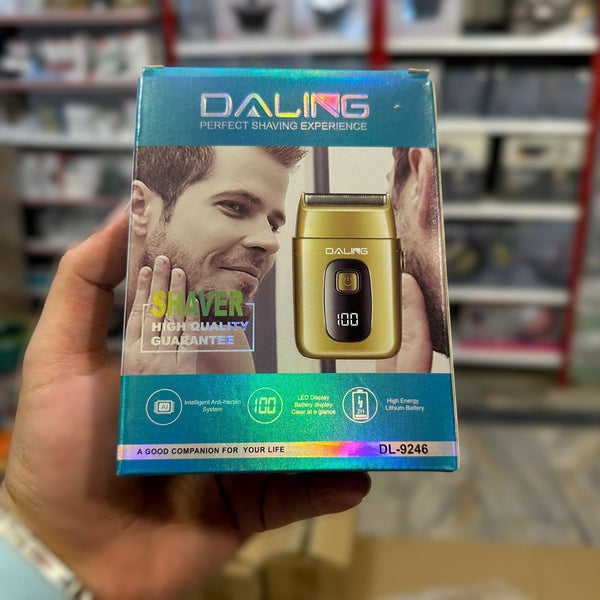 DALING
PERFECT SHAVING EXPERIENCE
DALING
100
SHAVER
HIGH QUALITY
GUARANTEE
AI
Intelligent Anti-hairpin
System
100
LED Display
Battery display
Clear at a glance
2H
High Energy
Lithium Battery
A GOOD COMPANION FOR YOUR LIFE
DL-9246